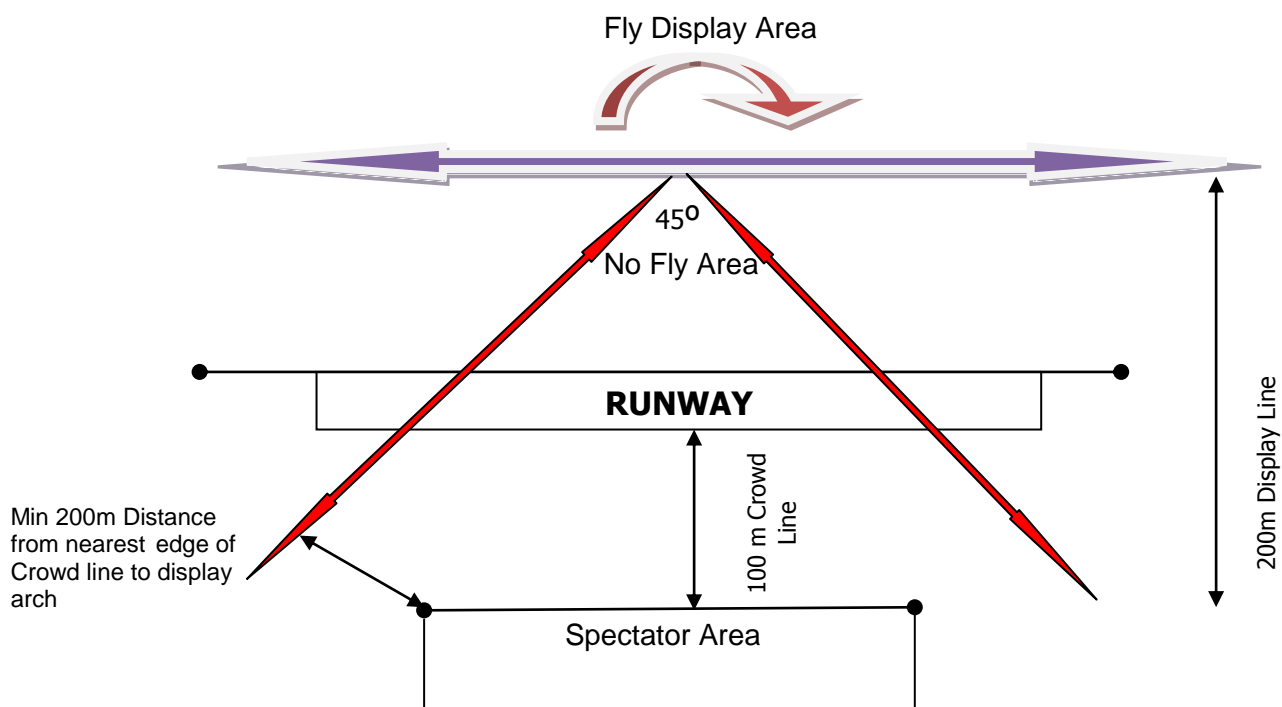 Fly Display Area
45⁰
No Fly Area
RUNWAY
100 m Crowd
Line
200m Display Line
Min 200m Distance
from nearest edge of
Crowd line to display
arch
Spectator Area